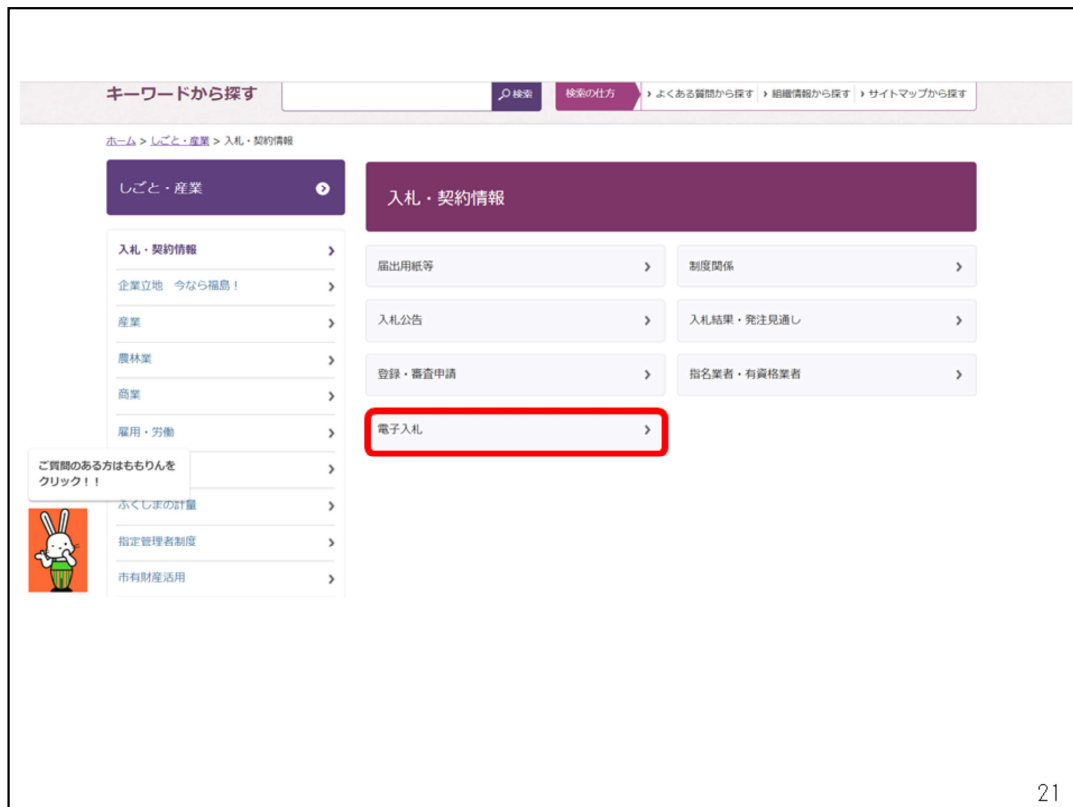 キーワードから探す
検索
検索の仕方
よくある質問から探す
組織情報から探す
サイトマップから探す
ホーム > しごと・産業 > 入札・契約情報
しごと・産業
入札・契約情報
企業立地 今なら福島！
産業
農林業
商業
雇用・労働
ふくしまの計量
指定管理者制度
市有財産活用
ご質問のある方はももりんを
クリック！！
入札・契約情報
届出用紙等
制度関係
入札公告
入札結果・発注見通し
登録・審査申請
指名業者・有資格業者
電子入札
21